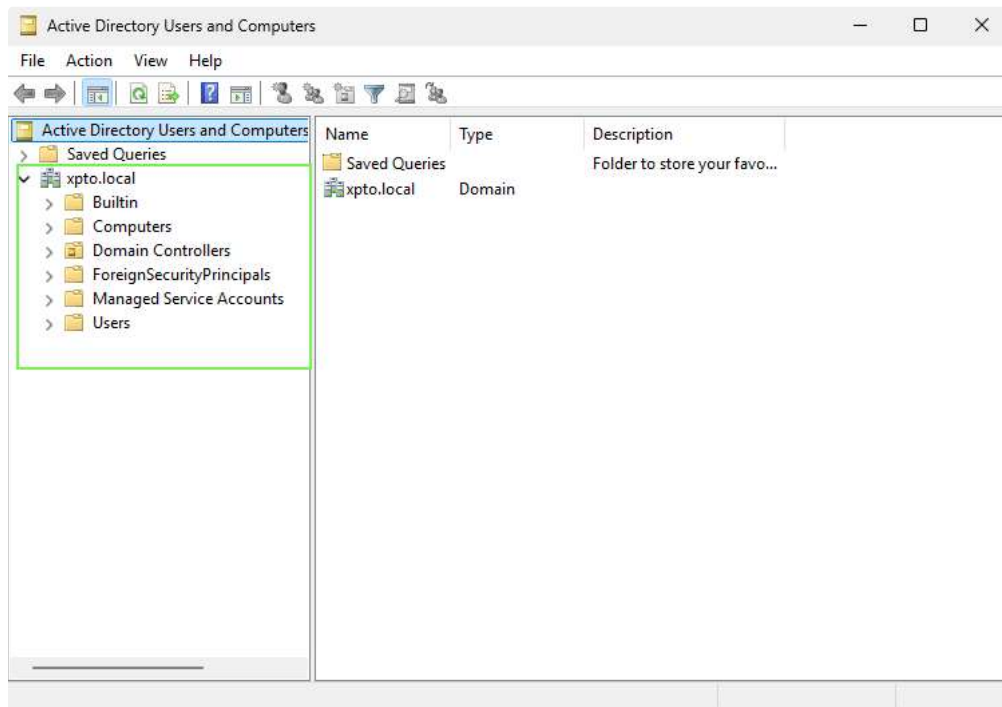 Active Directory Users and Computers
File Action View Help
Active Directory Users and Computers
Saved Queries
xpto.local
Builtin
Computers
Domain Controllers
ForeignSecurityPrincipals
Managed Service Accounts
Users
Name Type Description
Saved Queries Folder to store your favo...
xpto.local Domain